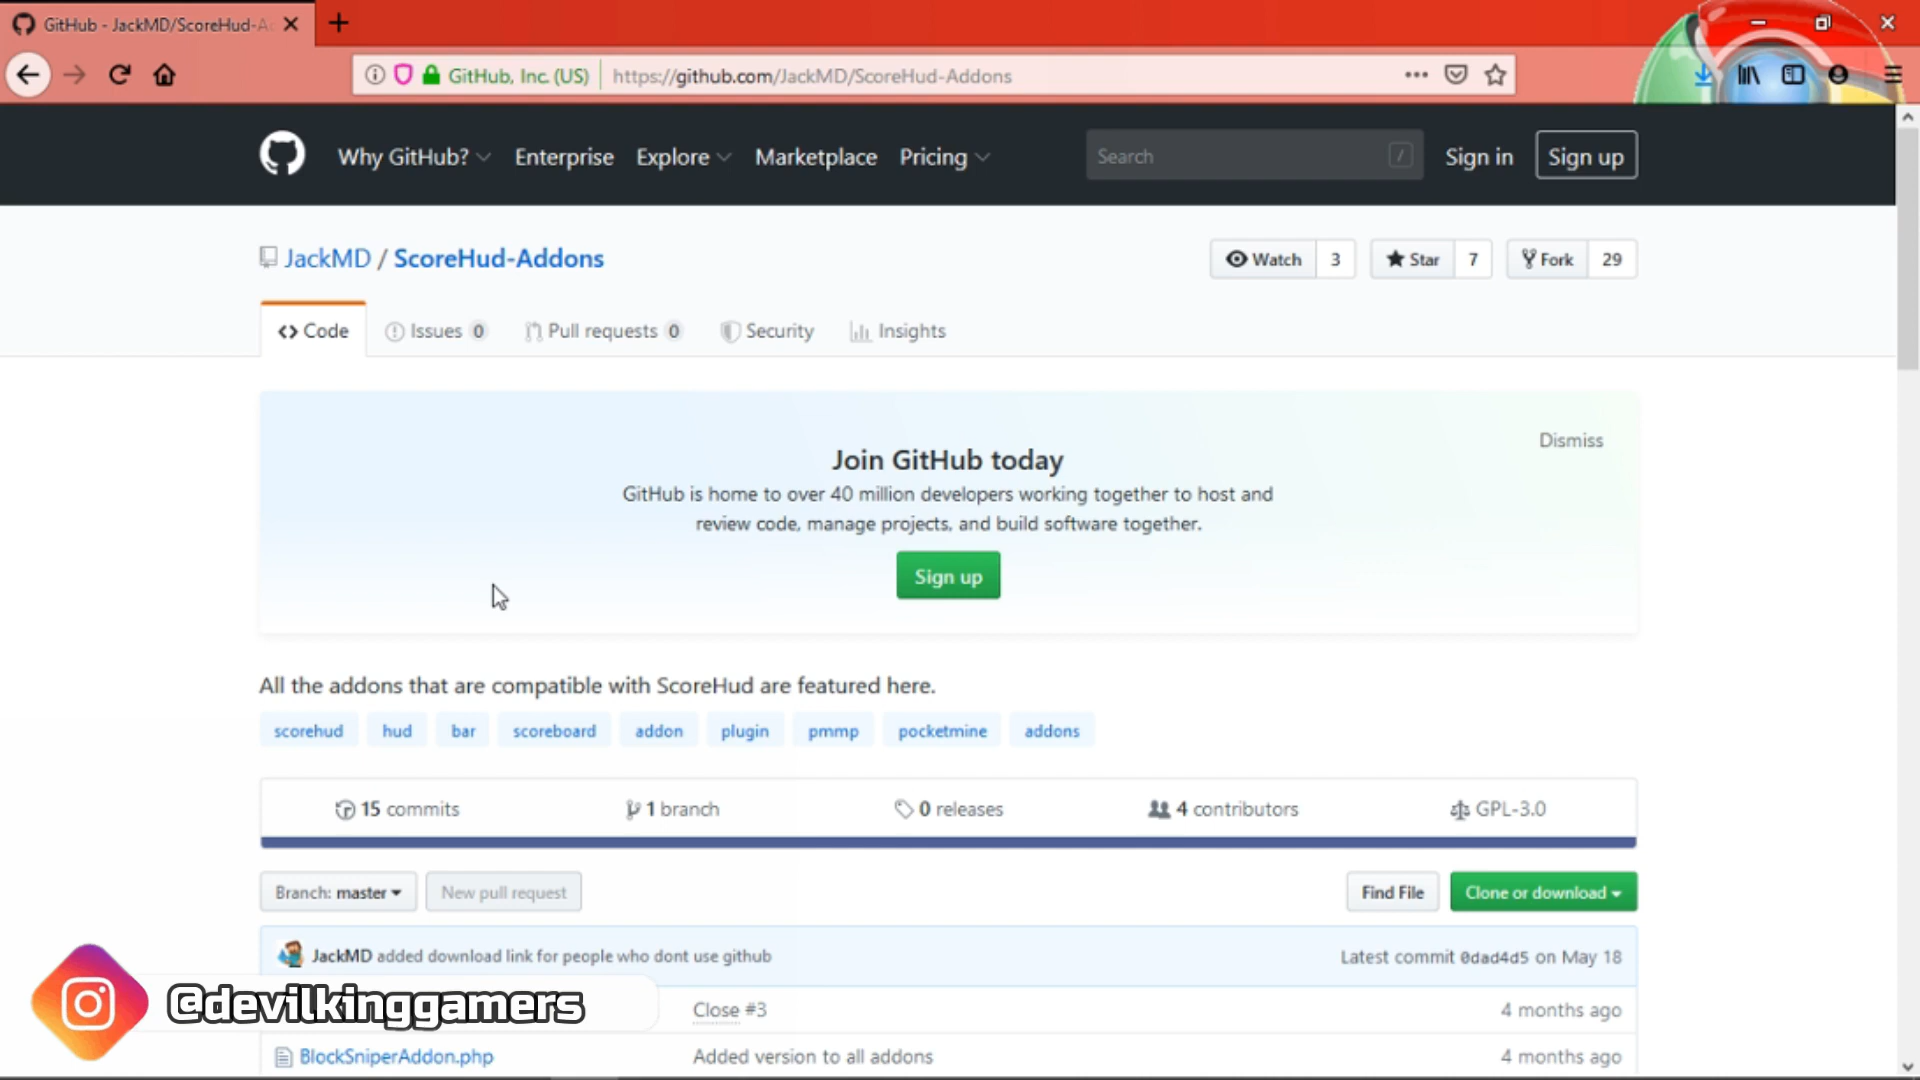 GitHub - JackMD/ScoreHud-Ac
GitHub, Inc. (US) https://github.com/JackMD/ScoreHud-Addons
Why GitHub? Enterprise Explore Marketplace Pricing Search / Sign in Sign up
JackMD / ScoreHud-Addons Watch 3 Star 7 Fork 29
Code Issues 0 Pull requests 0 Security Insights
Dismiss
Join GitHub today
GitHub is home to over 40 million developers working together to host and
review code, manage projects, and build software together.
Sign up
All the addons that are compatible with ScoreHud are featured here.
scorehud hud bar scoreboard addon plugin pmmp pocketmine addons
15 commits 1 branch 0 releases 4 contributors GPL-3.0
Branch: master New pull request Find File Clone or download
JackMD added download link for people who dont use github Latest commit 0dad4d5 on May 18
@devilkinggamers Close #3 4 months ago
BlockSniperAddon.php Added version to all addons 4 months ago